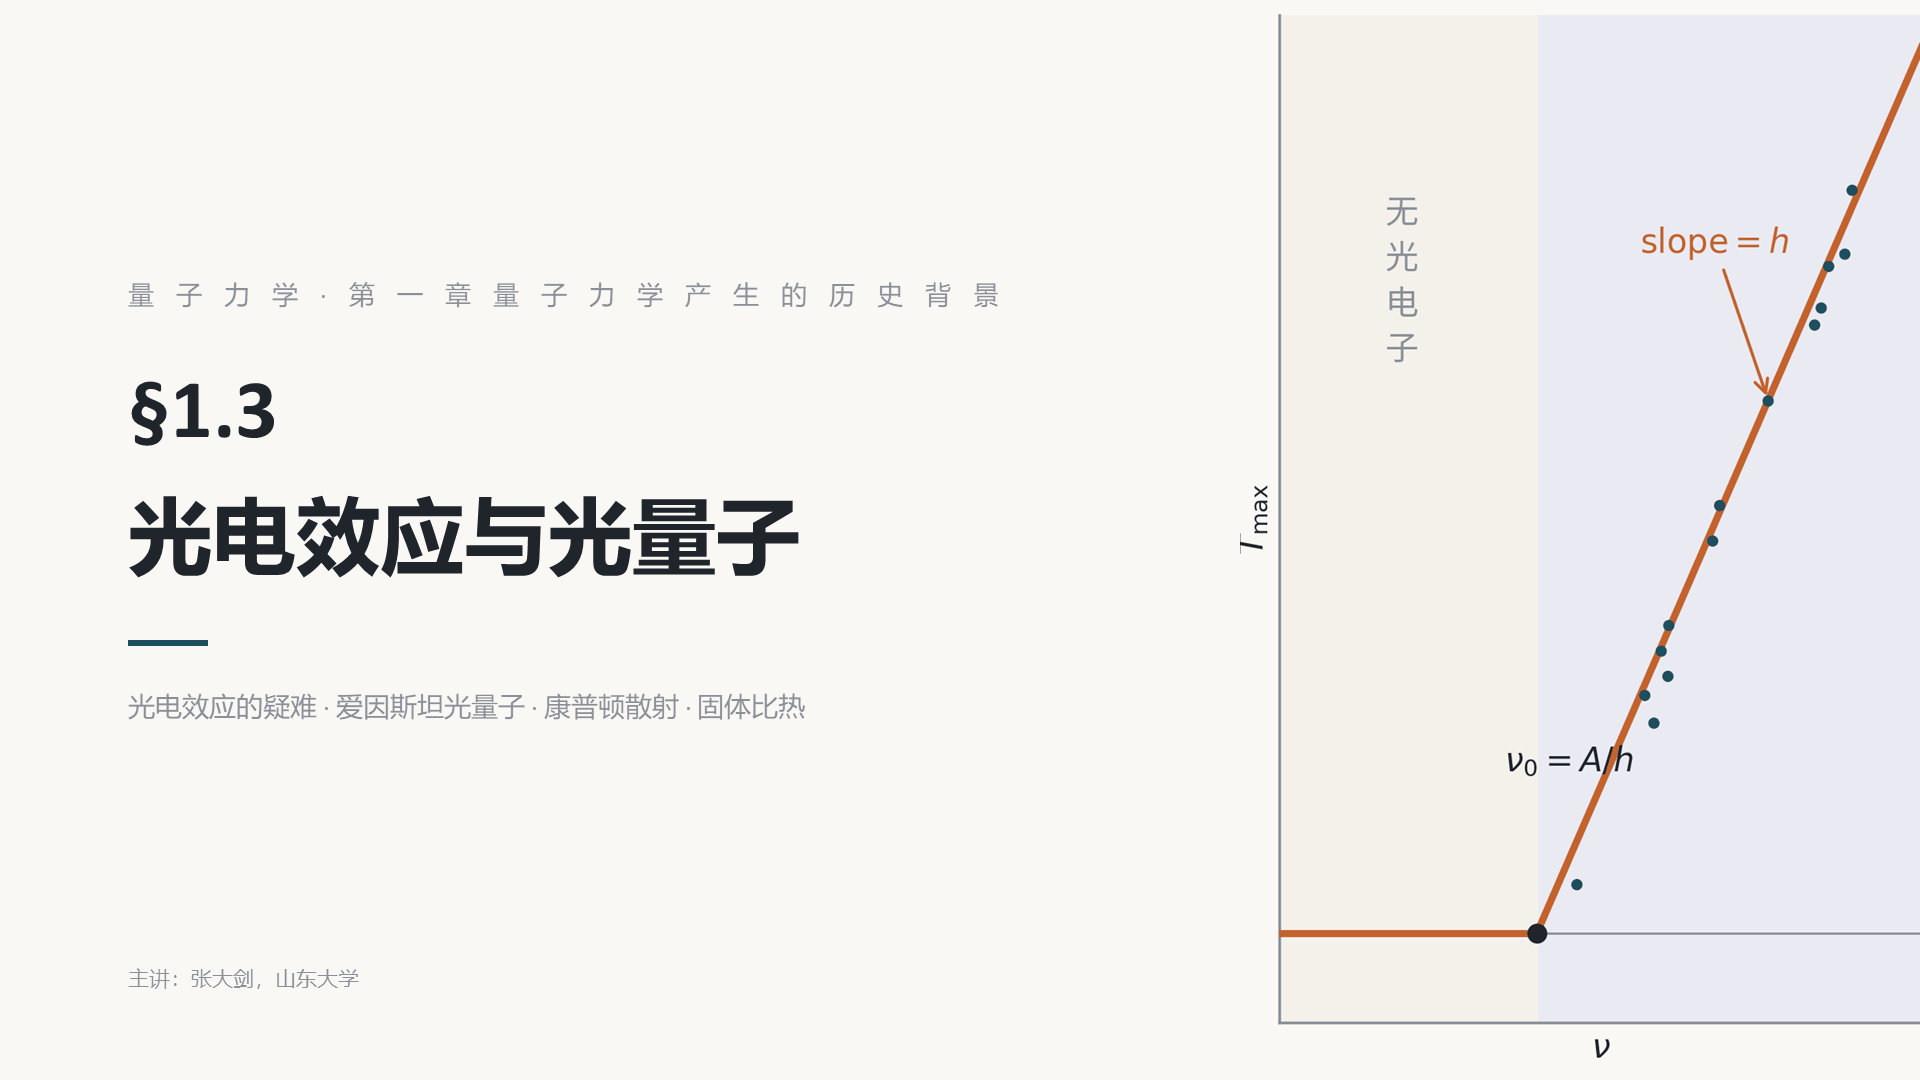 量子力学·第一章量子力学产生的历史背景
§1.3
光电效应与光量子
光电效应的疑难·爱因斯坦光量子·康普顿散射·固体比热
主讲：张大剑，山东大学
无
光
电
子
slope = h
T max
ν₀ = A/h
ν